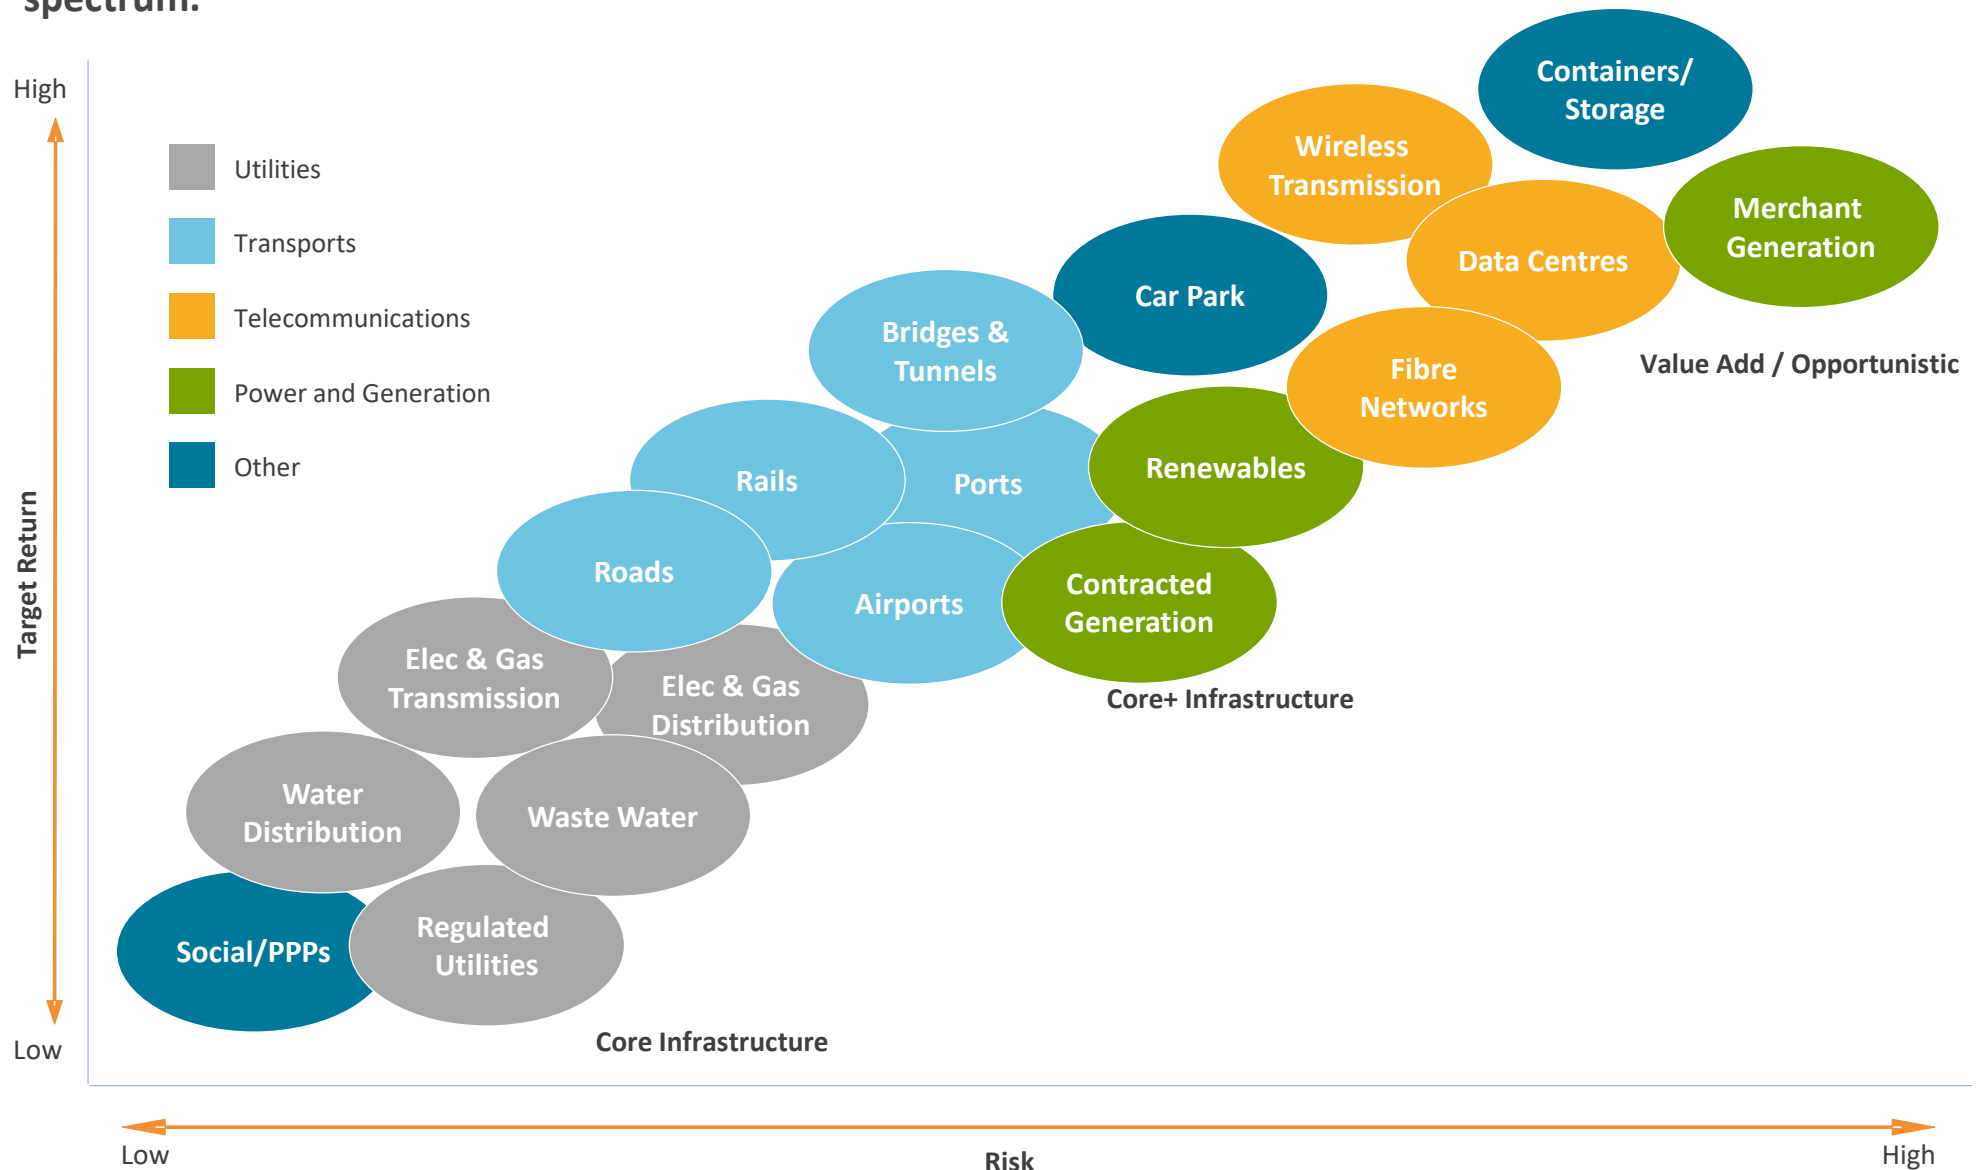 spectrum.
High
Utilities
Transports
Telecommunications
Power and Generation
Other
Target Return
Low
Containers/
Storage
Wireless
Transmission
Merchant
Generation
Data Centres
Car Park
Bridges &
Tunnels
Value Add / Opportunistic
Fibre
Networks
Rails
Ports
Renewables
Roads
Airports
Contracted
Generation
Elec & Gas
Transmission
Elec & Gas
Distribution
Core+ Infrastructure
Water
Distribution
Waste Water
Social/PPPs
Regulated
Utilities
Core Infrastructure
Low
Risk
High